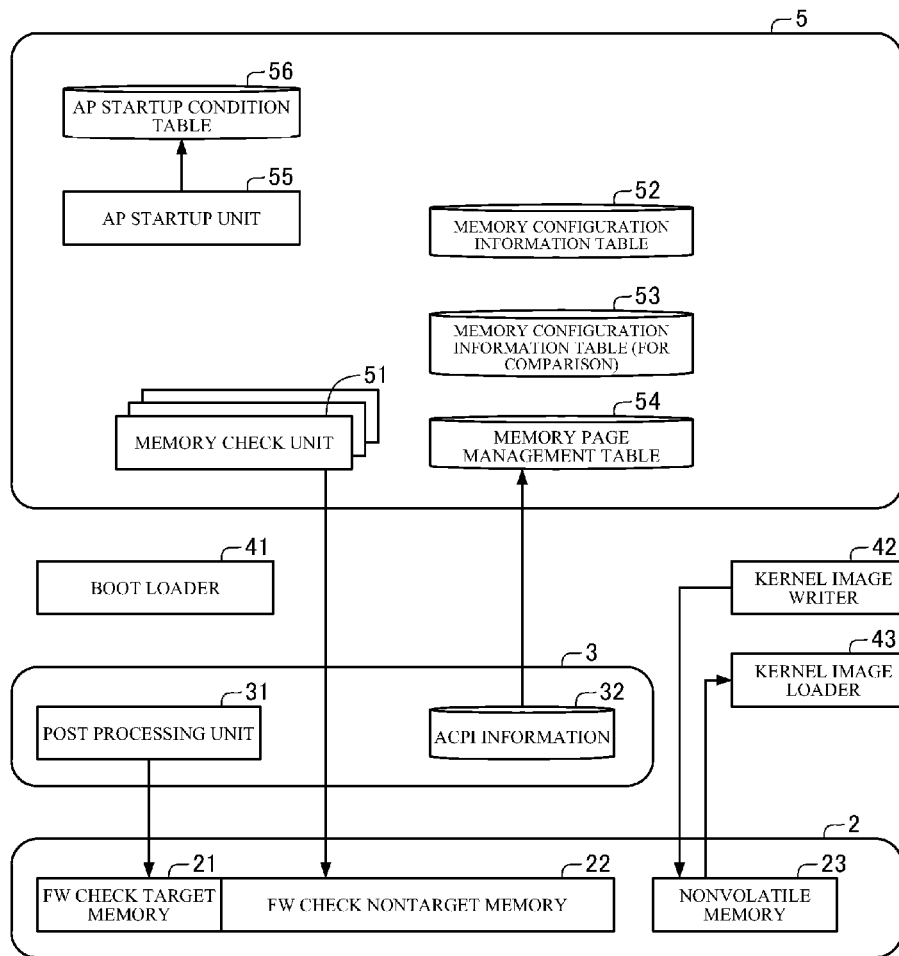 5
56
AP STARTUP CONDITION
TABLE
55
AP STARTUP UNIT
52
MEMORY CONFIGURATION
INFORMATION TABLE
53
MEMORY CONFIGURATION
INFORMATION TABLE (FOR
COMPARISON)
51
MEMORY CHECK UNIT
54
MEMORY PAGE
MANAGEMENT TABLE
41
BOOT LOADER
42
KERNEL IMAGE
WRITER
43
KERNEL IMAGE
LOADER
3
31
POST PROCESSING UNIT
32
ACPI INFORMATION
2
21
FW CHECK TARGET
MEMORY
22
FW CHECK NONTARGET MEMORY
23
NONVOLATILE
MEMORY